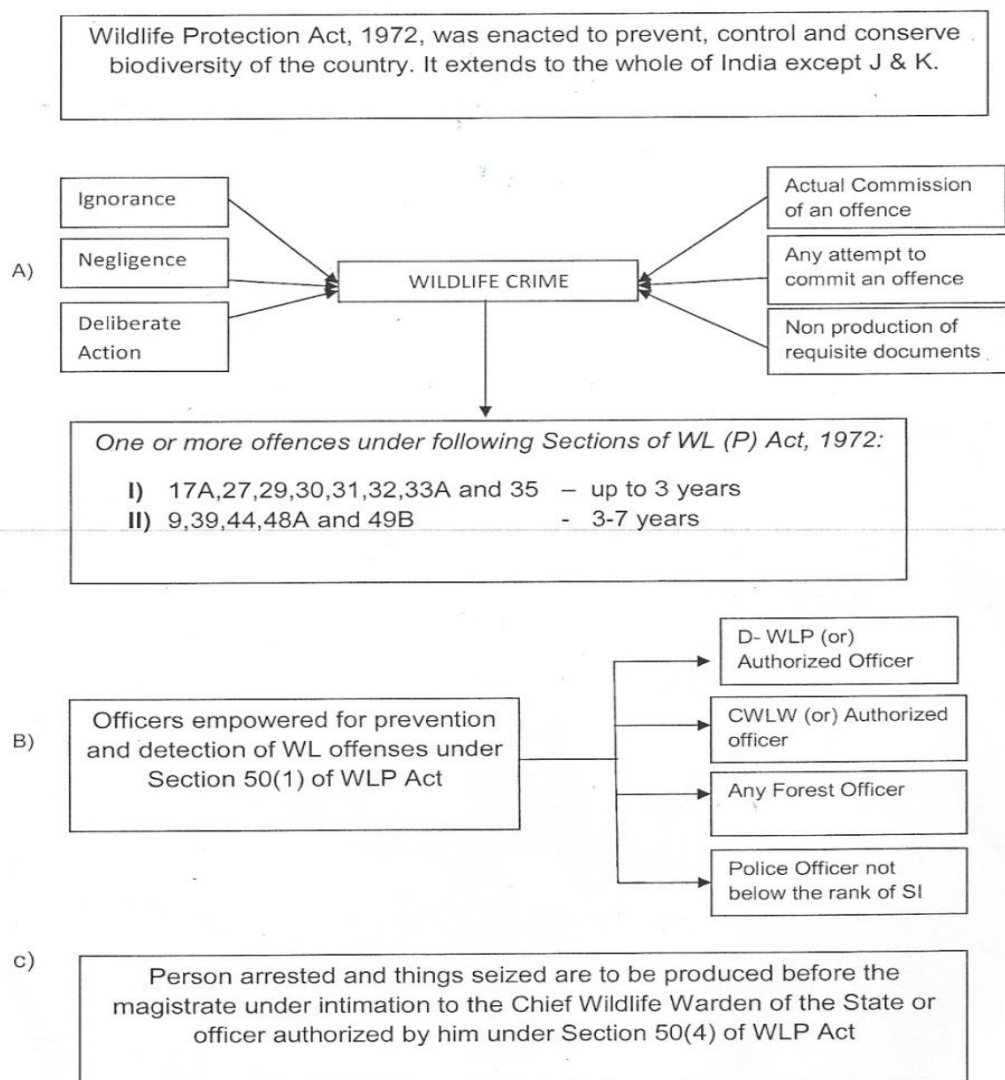 Wildlife Protection Act, 1972, was enacted to prevent, control and conserve
biodiversity of the country. It extends to the whole of India except J & K.
A)
Ignorance
Negligence
Deliberate
Action
WILDLIFE CRIME
Actual Commission
of an offence
Any attempt to
commit an offence
Non production of
requisite documents
One or more offences under following Sections of WL (P) Act, 1972:
I) 17A,27,29,30,31,32,33A and 35 – up to 3 years
II) 9,39,44,48A and 49B - 3-7 years
B)
Officers empowered for prevention
and detection of WL offenses under
Section 50(1) of WLP Act
D- WLP (or)
Authorized Officer
CWLW (or) Authorized
officer
Any Forest Officer
Police Officer not
below the rank of SI
c)
Person arrested and things seized are to be produced before the
magistrate under intimation to the Chief Wildlife Warden of the State or
officer authorized by him under Section 50(4) of WLP Act